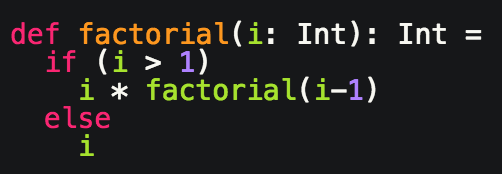 def factorial(i: Int): Int =
  if (i > 1)
    i * factorial(i-1)
  else
    i